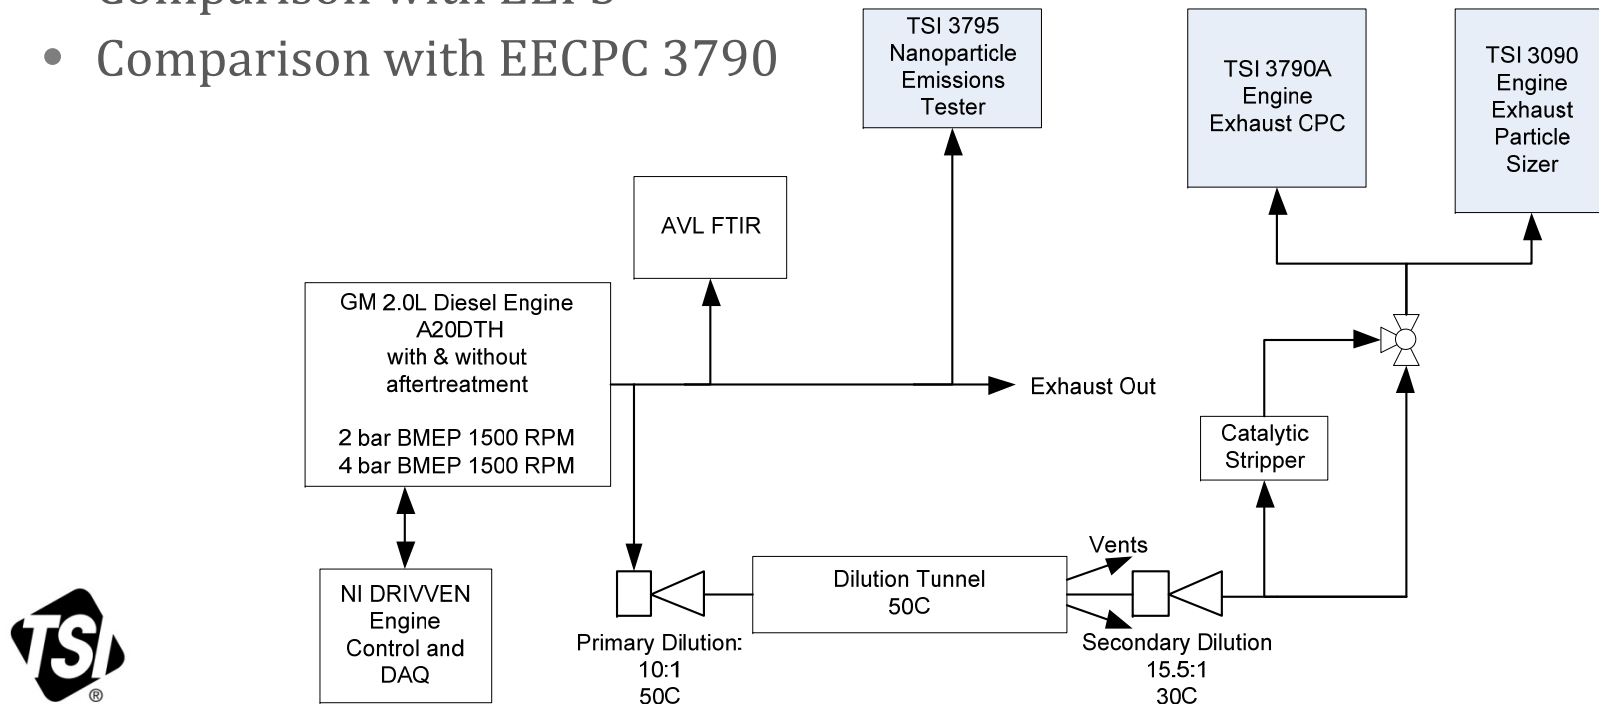 Comparison with EEPS
• Comparison with EECPC 3790
TSI 3795
Nanoparticle
Emissions
Tester
TSI 3790A
Engine
Exhaust CPC
TSI 3090
Engine
Exhaust
Particle
Sizer
AVL FTIR
GM 2.0L Diesel Engine
A20DTH
with & without
aftertreatment
2 bar BMEP 1500 RPM
4 bar BMEP 1500 RPM
Exhaust Out
Catalytic
Stripper
NI DRIVVEN
Engine
Control and
DAQ
Primary Dilution:
10:1
50C
Dilution Tunnel
50C
Vents
Secondary Dilution
15.5:1
30C
TSI
®